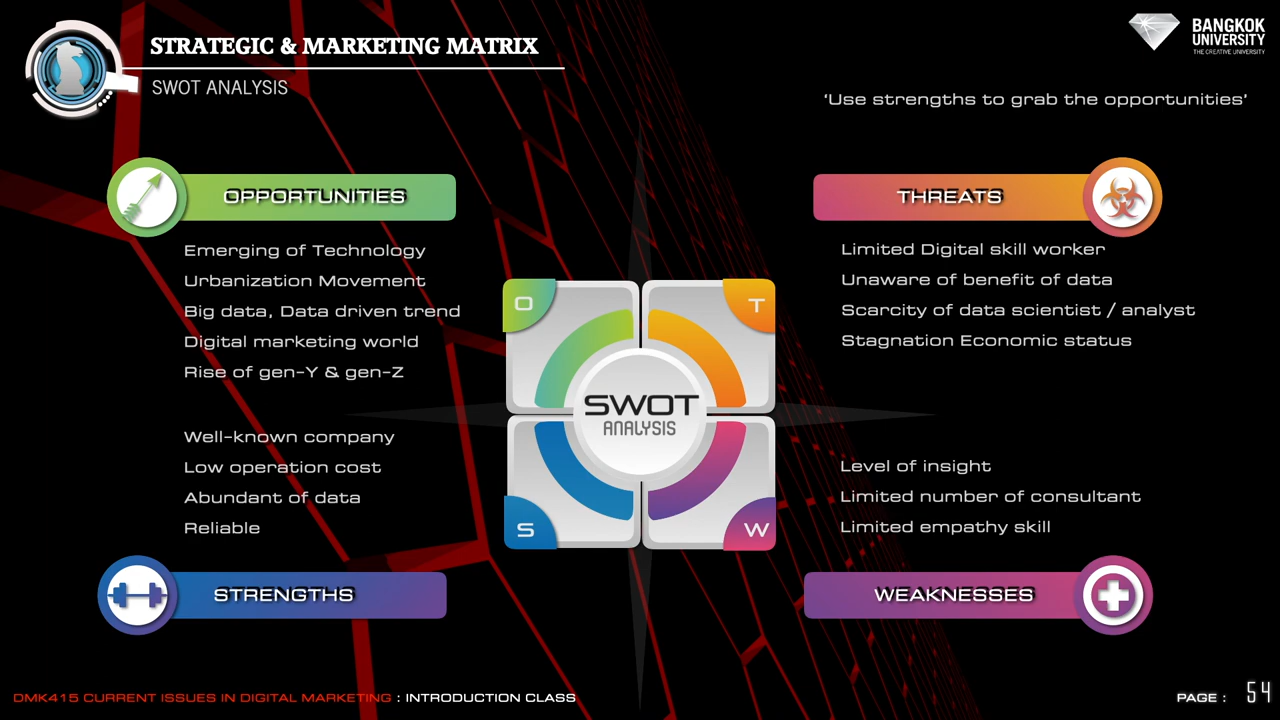 STRATEGIC & MARKETING MATRIX
SWOT ANALYSIS
BANGKOK
UNIVERSITY
THE CREATIVE UNIVERSITY
'Use strengths to grab the opportunities'
OPPORTUNITIES
Emerging of Technology
Urbanization Movement
Big data, Data driven trend
Digital marketing world
Rise of gen-Y & gen-Z
THREATS
Limited Digital skill worker
Unaware of benefit of data
Scarcity of data scientist / analyst
Stagnation Economic status
O
T
SWOT
ANALYSIS
S
W
Well-known company
Low operation cost
Abundant of data
Reliable
STRENGTHS
Level of insight
Limited number of consultant
Limited empathy skill
WEAKNESSES
DMK415 CURRENT ISSUES IN DIGITAL MARKETING : INTRODUCTION CLASS
PAGE : 54